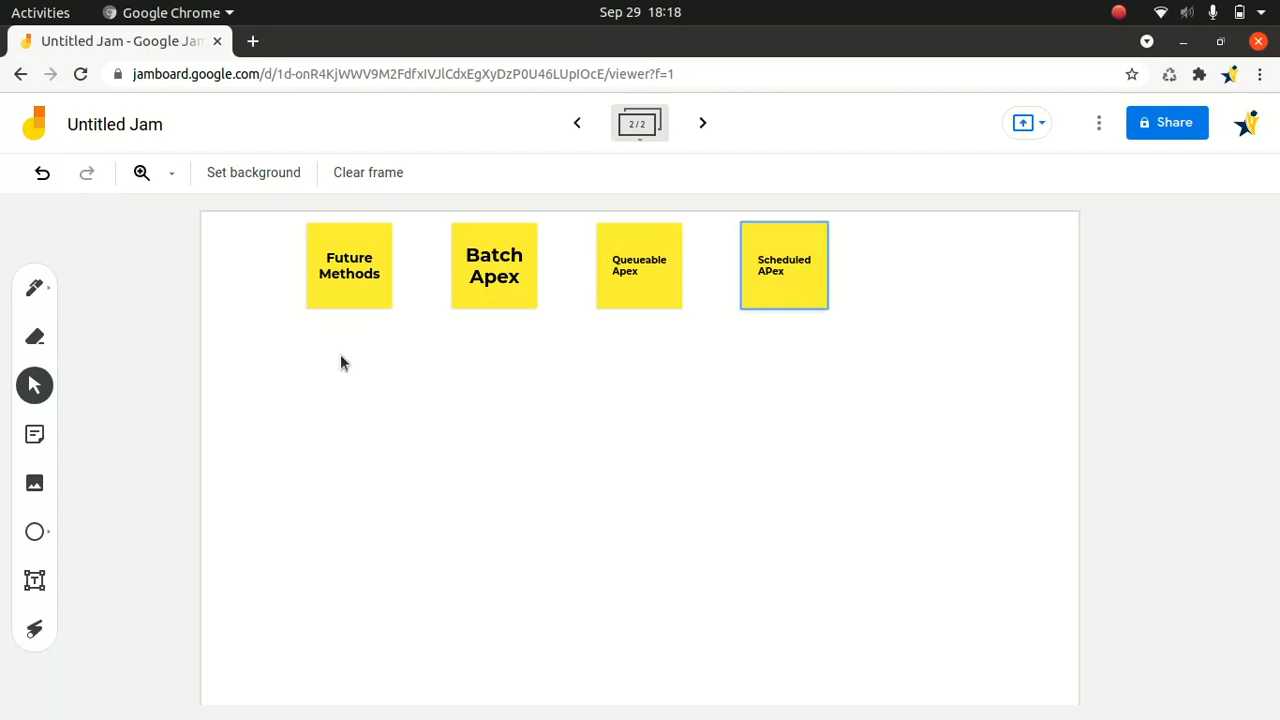 Activities Google Chrome Sep 29 18:18
Untitled Jam - Google Jam
jamboard.google.com/d/1d-onR4KjWWV9M2FdfxIVJlCdxEgXyDzP0U46LUpIOcE/viewer?f=1
Untitled Jam 2 / 2 Share
Set background Clear frame
Future
Methods
Batch
Apex
Queueable
Apex
Scheduled
APex